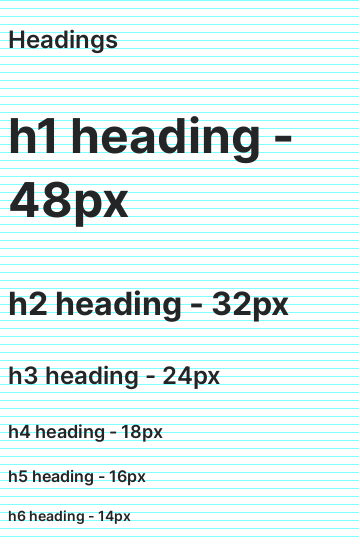 Headings
h1 heading -
48px
h2 heading - 32px
h3 heading - 24px
h4 heading - 18px
h5 heading - 16px
h6 heading - 14px